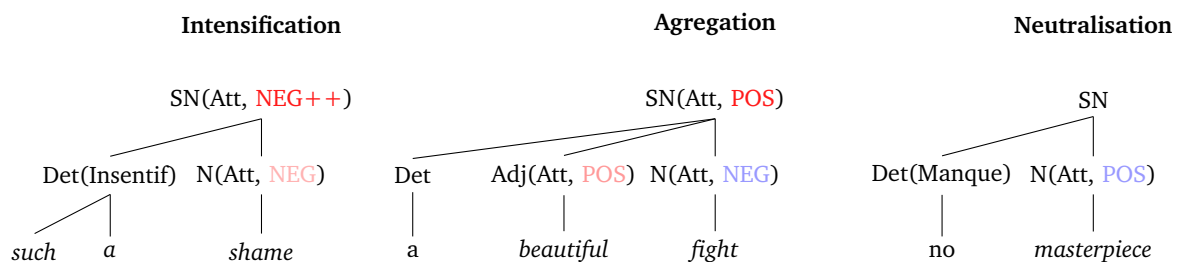 Intensification Agregation Neutralisation
SN(Att, NEG++) SN(Att, POS) SN
Det(Insentif) N(Att, NEG) Det Adj(Att, POS) N(Att, NEG) Det(Manque) N(Att, POS)
such a shame a beautiful fight no masterpiece